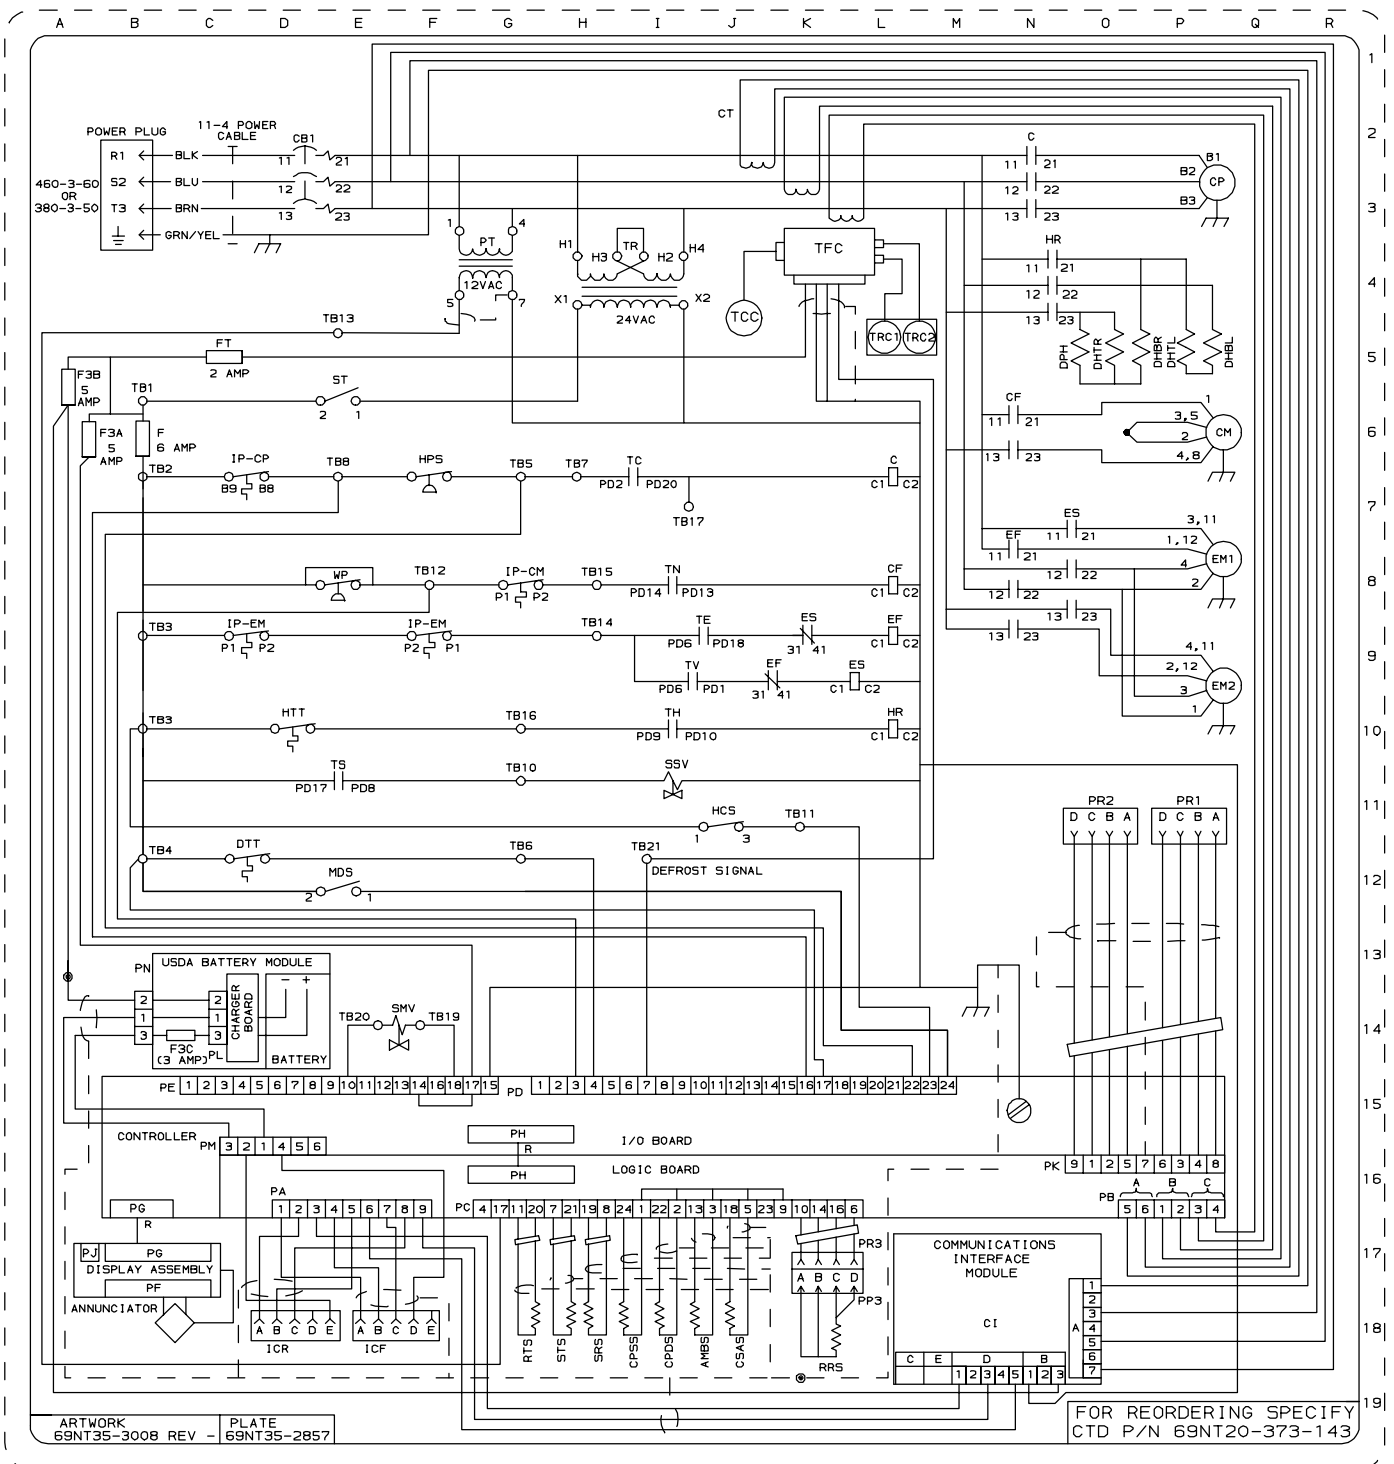 A B C D E F G H I J K L M N O P Q R
1
CT
2
POWER PLUG
11-4 POWER
CABLE
CB1
C
R1 BLK 11 21 11 21 B1
S2 BLU 12 22 12 22 B2 CP
T3 BRN 13 23 13 23 B3
460-3-60
OR
380-3-50
3
GRN/YEL
1 PT 4
H1 H3 TR H2 H4
TFC
HR
11 21
12VAC
5 7
X1 X2
24VAC
TCC
TRC1 TRC2
12 22
13 23
4
TB13
FT
2 AMP
DPH DHTR DHBR DHTL DHBL
5
F3B
5
AMP
TB1
ST
2 1
CF
11 21
1
3,5
2
4,8
CM
6
F3A
5
AMP
F
6 AMP
13 23
TB2
IP-CP
B9 B8
TB8
HPS
TB5
TB7
TC
PD2 PD20
C
C1 C2
TB17
7
ES
11 21
EF
11 21
3,11
1,12
4
2
EM1
WP
TB12
IP-CM
P1 P2
TB15
TN
PD14 PD13
CF
C1 C2
12 22
12 22
8
TB3
IP-EM
P1 P2
IP-EM
P2 P1
TB14
TE
PD6 PD18
ES
31 41
EF
C1 C2
13 23
13 23
9
TV
PD6 PD1
EF
31 41
ES
C1 C2
4,11
2,12
3
1
EM2
TB3
HTT
TB16
TH
PD9 PD10
HR
C1 C2
10
TS
PD17 PD8
TB10
SSV
HCS
1 3
TB11
PR2
D C B A
PR1
D C B A
11
TB4
DTT
TB6
TB21
DEFROST SIGNAL
MDS
2 1
12
PN
USDA BATTERY MODULE
- +
2 2
1 1
3 3
CHARGER
BOARD
F3C
(3 AMP)
PL
BATTERY
13
TB20
SMV
TB19
14
PE 1 2 3 4 5 6 7 8 9 10 11 12 13 14 16 18 17 15
PD 1 2 3 4 5 6 7 8 9 10 11 12 13 14 15 16 17 18 19 20 21 22 23 24
15
CONTROLLER
PM 3 2 1 4 5 6
PH
R
PH
I/O BOARD
LOGIC BOARD
PK 9 1 2 5 7 6 3 4 8
16
PG
R
PA
1 2 3 4 5 6 7 8 9
PC 4 17 11 20 7 21 19 8 24 1 22 2 13 3 18 5 23 9 10 14 16 6
A B C
PB 5 6 1 2 3 4
PJ PG
DISPLAY ASSEMBLY
PF
ANNUNCIATOR
PR3
A B C D
PP3
COMMUNICATIONS
INTERFACE
MODULE
17
CI
A
1
2
3
4
5
6
7
18
A B C D E
ICR
A B C D E
ICF
RTS STS SRS CPSS CPDS AMBS CSAS
RRS
C E D B
1 2 3 4 5 1 2 3
19
ARTWORK
69NT35-3008 REV -
PLATE
69NT35-2857
FOR REORDERING SPECIFY
CTD P/N 69NT20-373-143